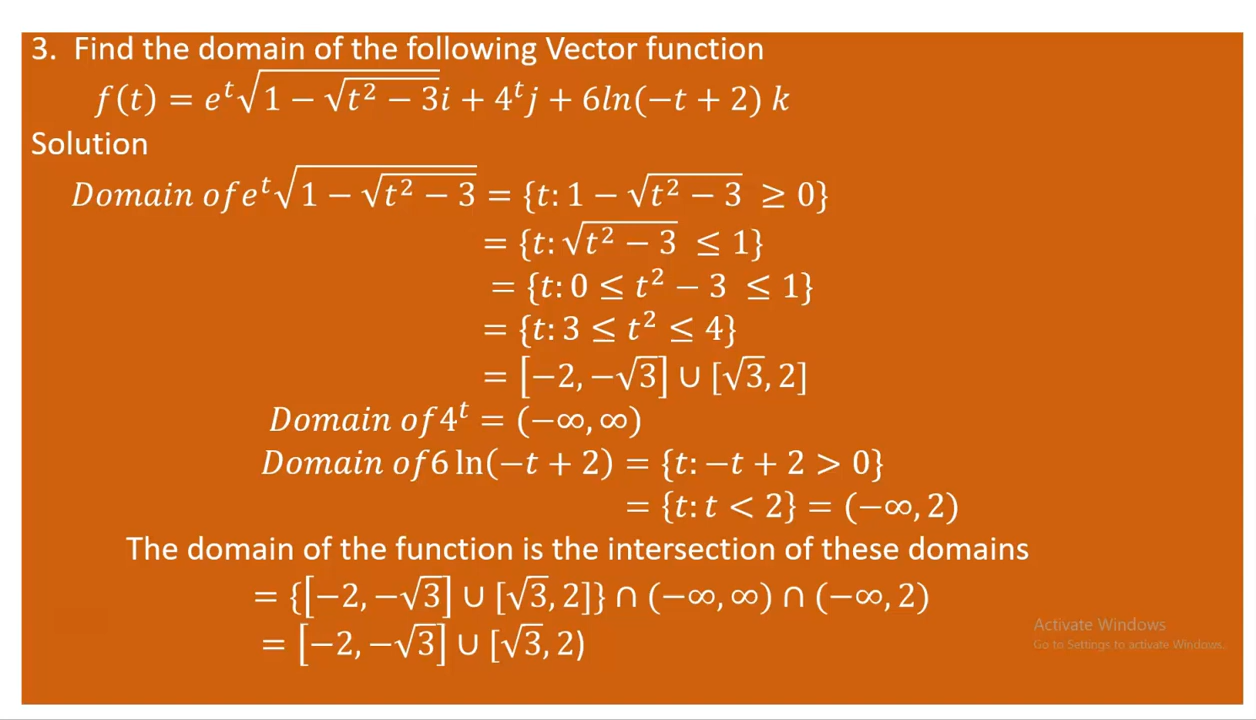 3. Find the domain of the following Vector function
f(t) = e^t√(1 − √(t² − 3))i + 4^t j + 6ln(−t + 2) k
Solution
Domain of e^t√(1 − √(t² − 3)) = {t: 1 − √(t² − 3) ≥ 0}
= {t: √(t² − 3) ≤ 1}
= {t: 0 ≤ t² − 3 ≤ 1}
= {t: 3 ≤ t² ≤ 4}
= [−2, −√3] ∪ [√3, 2]
Domain of 4^t = (−∞, ∞)
Domain of 6 ln(−t + 2) = {t: −t + 2 > 0}
= {t: t < 2} = (−∞, 2)
The domain of the function is the intersection of these domains
= {[−2, −√3] ∪ [√3, 2]} ∩ (−∞, ∞) ∩ (−∞, 2)
= [−2, −√3] ∪ [√3, 2)
Activate Windows
Go to Settings to activate Windows.